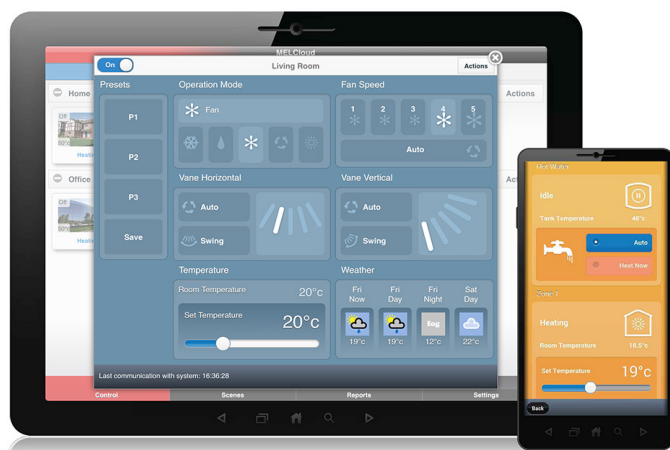 MELCloud
On
Living Room
Actions
Presets
P1
P2
P3
Save
Operation Mode
Fan
Fan Speed
1 2 3 4 5
Auto
Vane Horizontal
Auto
Swing
Vane Vertical
Auto
Swing
Temperature
Room Temperature 20°c
Set Temperature 20°c
Weather
Fri Now
Fri Day
Fri Night
Sat Day
Fog
19°c 19°c 12°c 22°c
Last communication with system: 16:36:28
Home
Actions
Off
Heating
Office
Off
Control
Scenes
Reports
Settings
Hot Water
Idle
Tank Temperature 48°c
Auto
Heat Now
Zone 1
Heating
Room Temperature 18.5°c
Set Temperature 19°c
Back